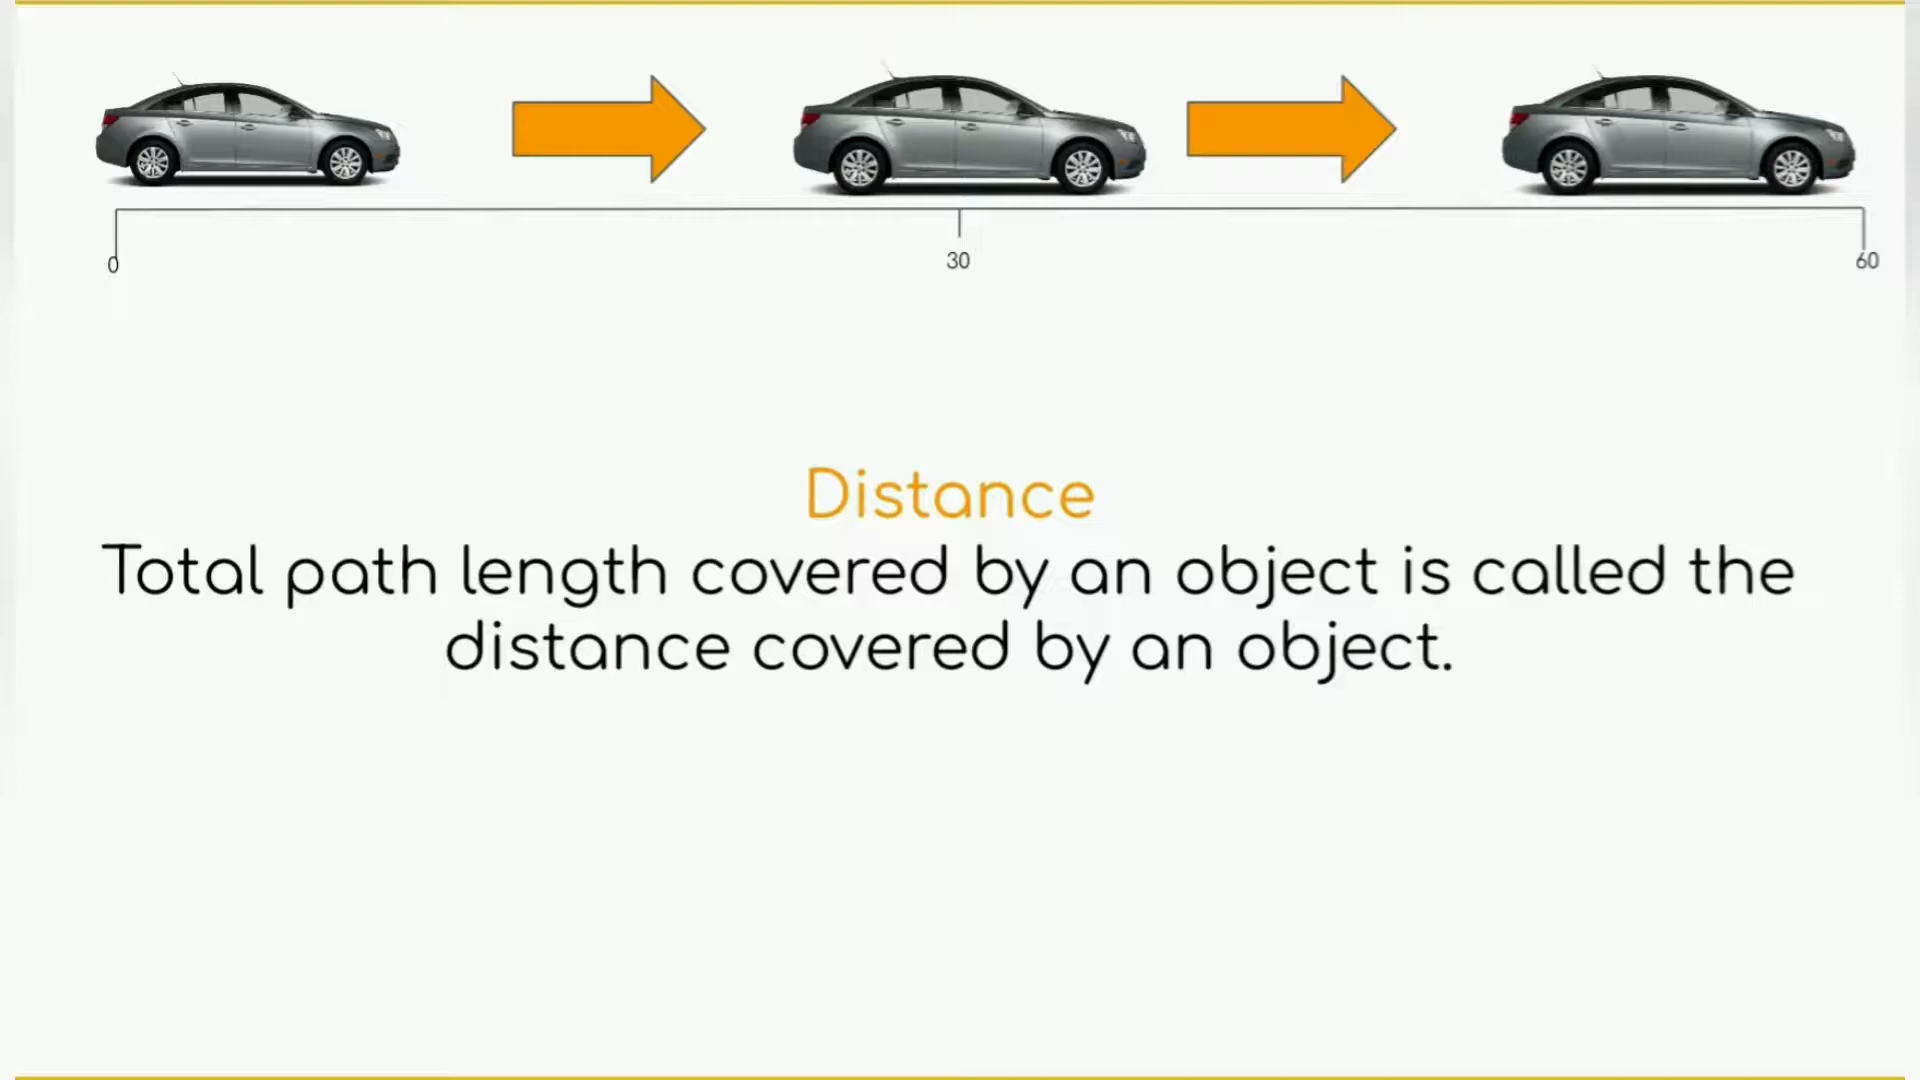 0 30 60
Distance
Total path length covered by an object is called the
distance covered by an object.